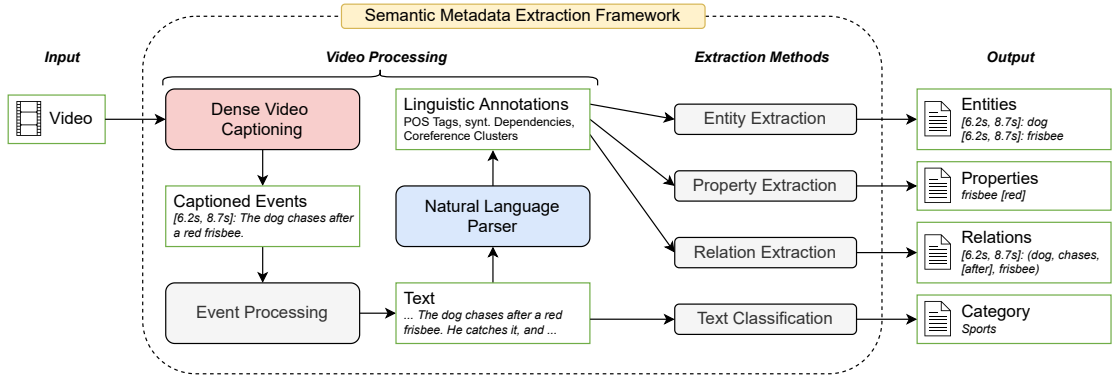 Semantic Metadata Extraction Framework
Input
Video Processing
Extraction Methods
Output
Video
Dense Video
Captioning
Captioned Events
[6.2s, 8.7s]: The dog chases after
a red frisbee.
Event Processing
Linguistic Annotations
POS Tags, synt. Dependencies,
Coreference Clusters
Natural Language
Parser
Text
... The dog chases after a red
frisbee. He catches it, and ...
Entity Extraction
Property Extraction
Relation Extraction
Text Classification
Entities
[6.2s, 8.7s]: dog
[6.2s, 8.7s]: frisbee
Properties
frisbee [red]
Relations
[6.2s, 8.7s]: (dog, chases,
[after], frisbee)
Category
Sports